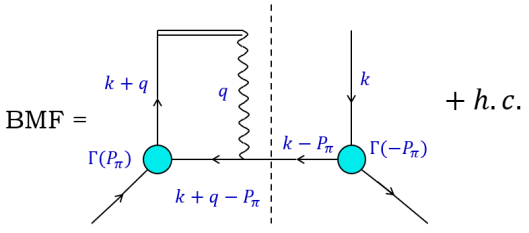 k + q
q
k
+ h.c.
BMF =
Γ(P_π)
k − P_π
Γ(−P_π)
k + q − P_π